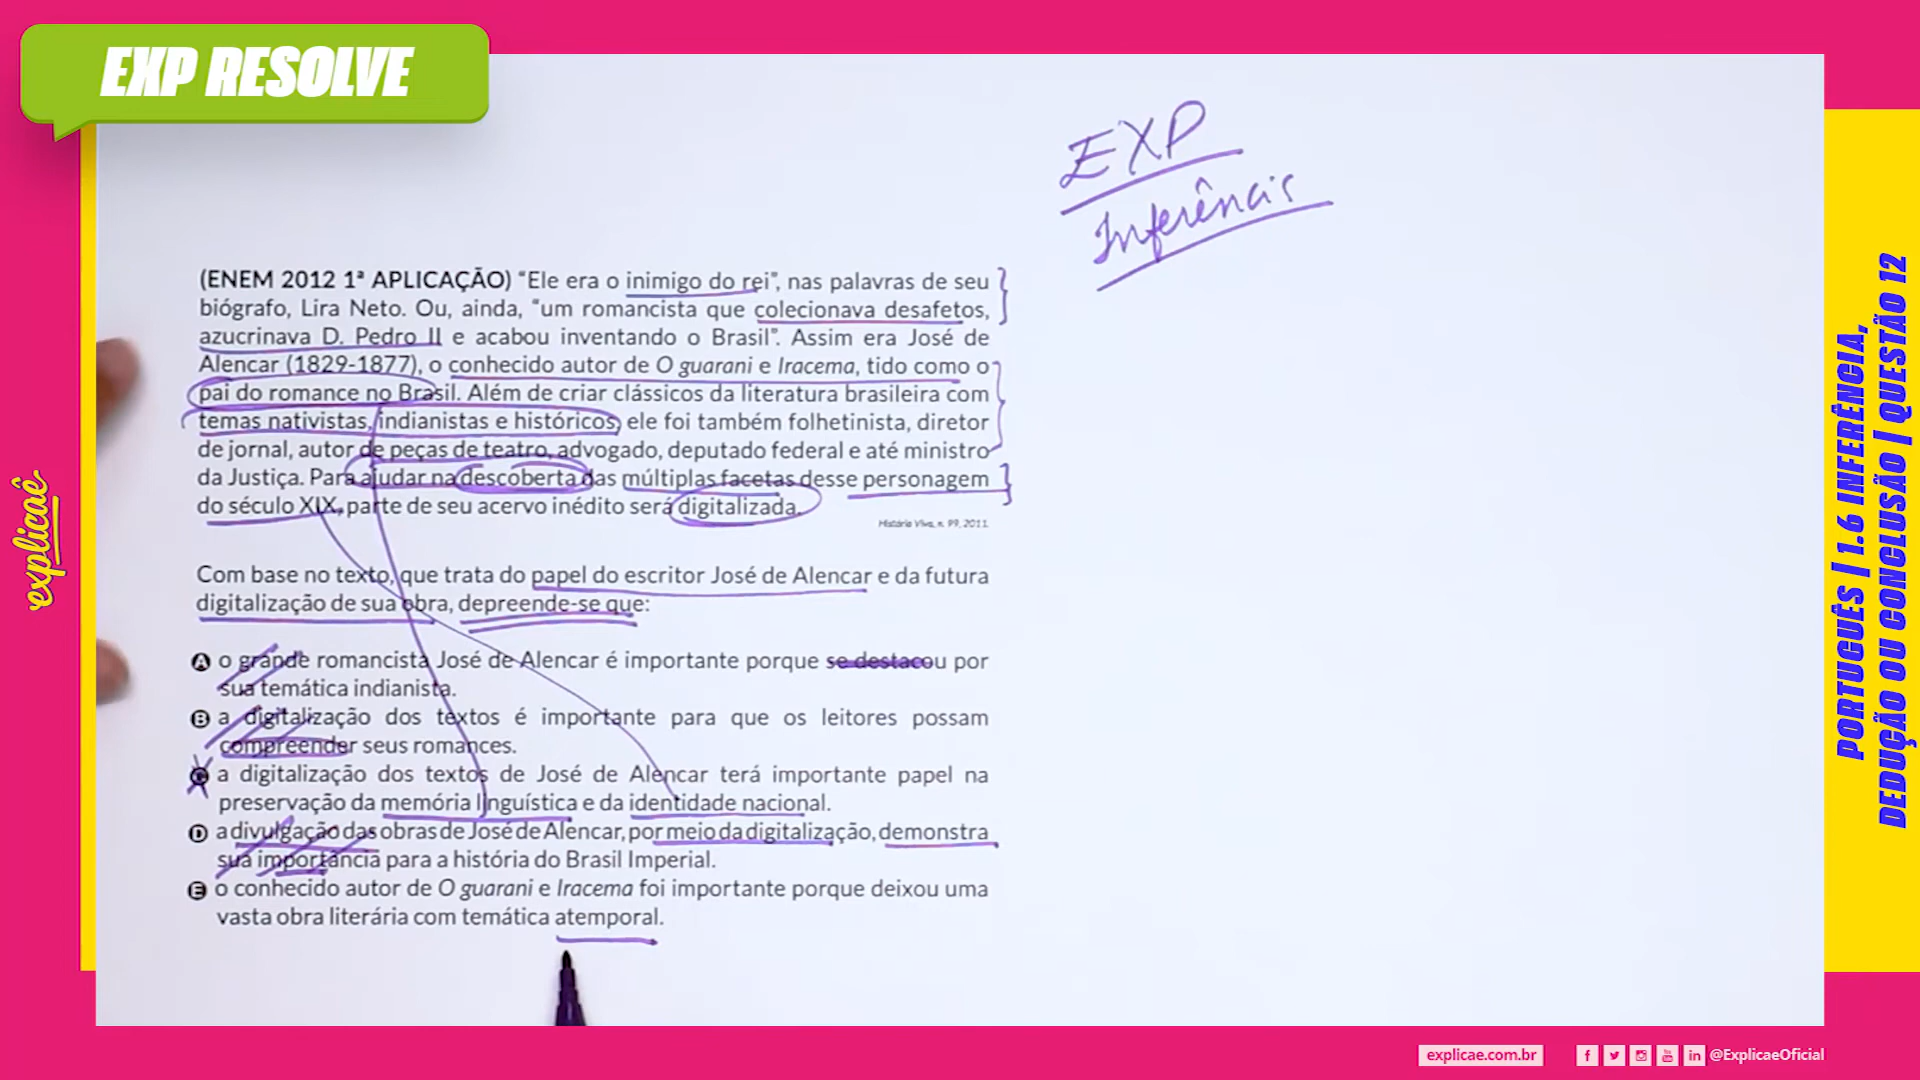 EXP RESOLVE
EXP
Inferências
(ENEM 2012 1ª APLICAÇÃO) “Ele era o inimigo do rei”, nas palavras de seu
biógrafo, Lira Neto. Ou, ainda, “um romancista que colecionava desafetos,
azucrinava D. Pedro II e acabou inventando o Brasil”. Assim era José de
Alencar (1829-1877), o conhecido autor de O guarani e Iracema, tido como o
pai do romance no Brasil. Além de criar clássicos da literatura brasileira com
temas nativistas, indianistas e históricos, ele foi também folhetinista, diretor
de jornal, autor de peças de teatro, advogado, deputado federal e até ministro
da Justiça. Para ajudar na descoberta das múltiplas facetas desse personagem
do século XIX, parte de seu acervo inédito será digitalizada.
História Viva, n. 99, 2011.
Com base no texto, que trata do papel do escritor José de Alencar e da futura
digitalização de sua obra, depreende-se que:
A o grande romancista José de Alencar é importante porque se destacou por
sua temática indianista.
B a digitalização dos textos é importante para que os leitores possam
compreender seus romances.
C a digitalização dos textos de José de Alencar terá importante papel na
preservação da memória linguística e da identidade nacional.
D a divulgação das obras de José de Alencar, por meio da digitalização, demonstra
sua importância para a história do Brasil Imperial.
E o conhecido autor de O guarani e Iracema foi importante porque deixou uma
vasta obra literária com temática atemporal.
explicaê
PORTUGUÊS | 1.6 INFERÊNCIA,
DEDUÇÃO OU CONCLUSÃO | QUESTÃO 12
explicae.com.br
@ExplicaeOficial